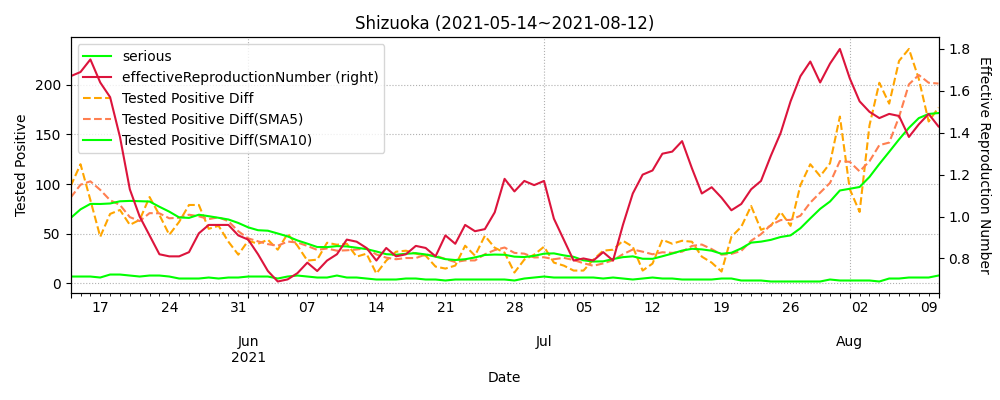 Shizuoka (2021-05-14~2021-08-12)
serious
effectiveReproductionNumber (right)
Tested Positive Diff
Tested Positive Diff(SMA5)
Tested Positive Diff(SMA10)
Tested Positive
200
150
100
50
0
1.8
1.6
1.4
1.2
1.0
0.8
Effective Reproduction Number
17 24 31 07 14 21 28 05 12 19 26 02 09
Jun Jul Aug
2021
Date